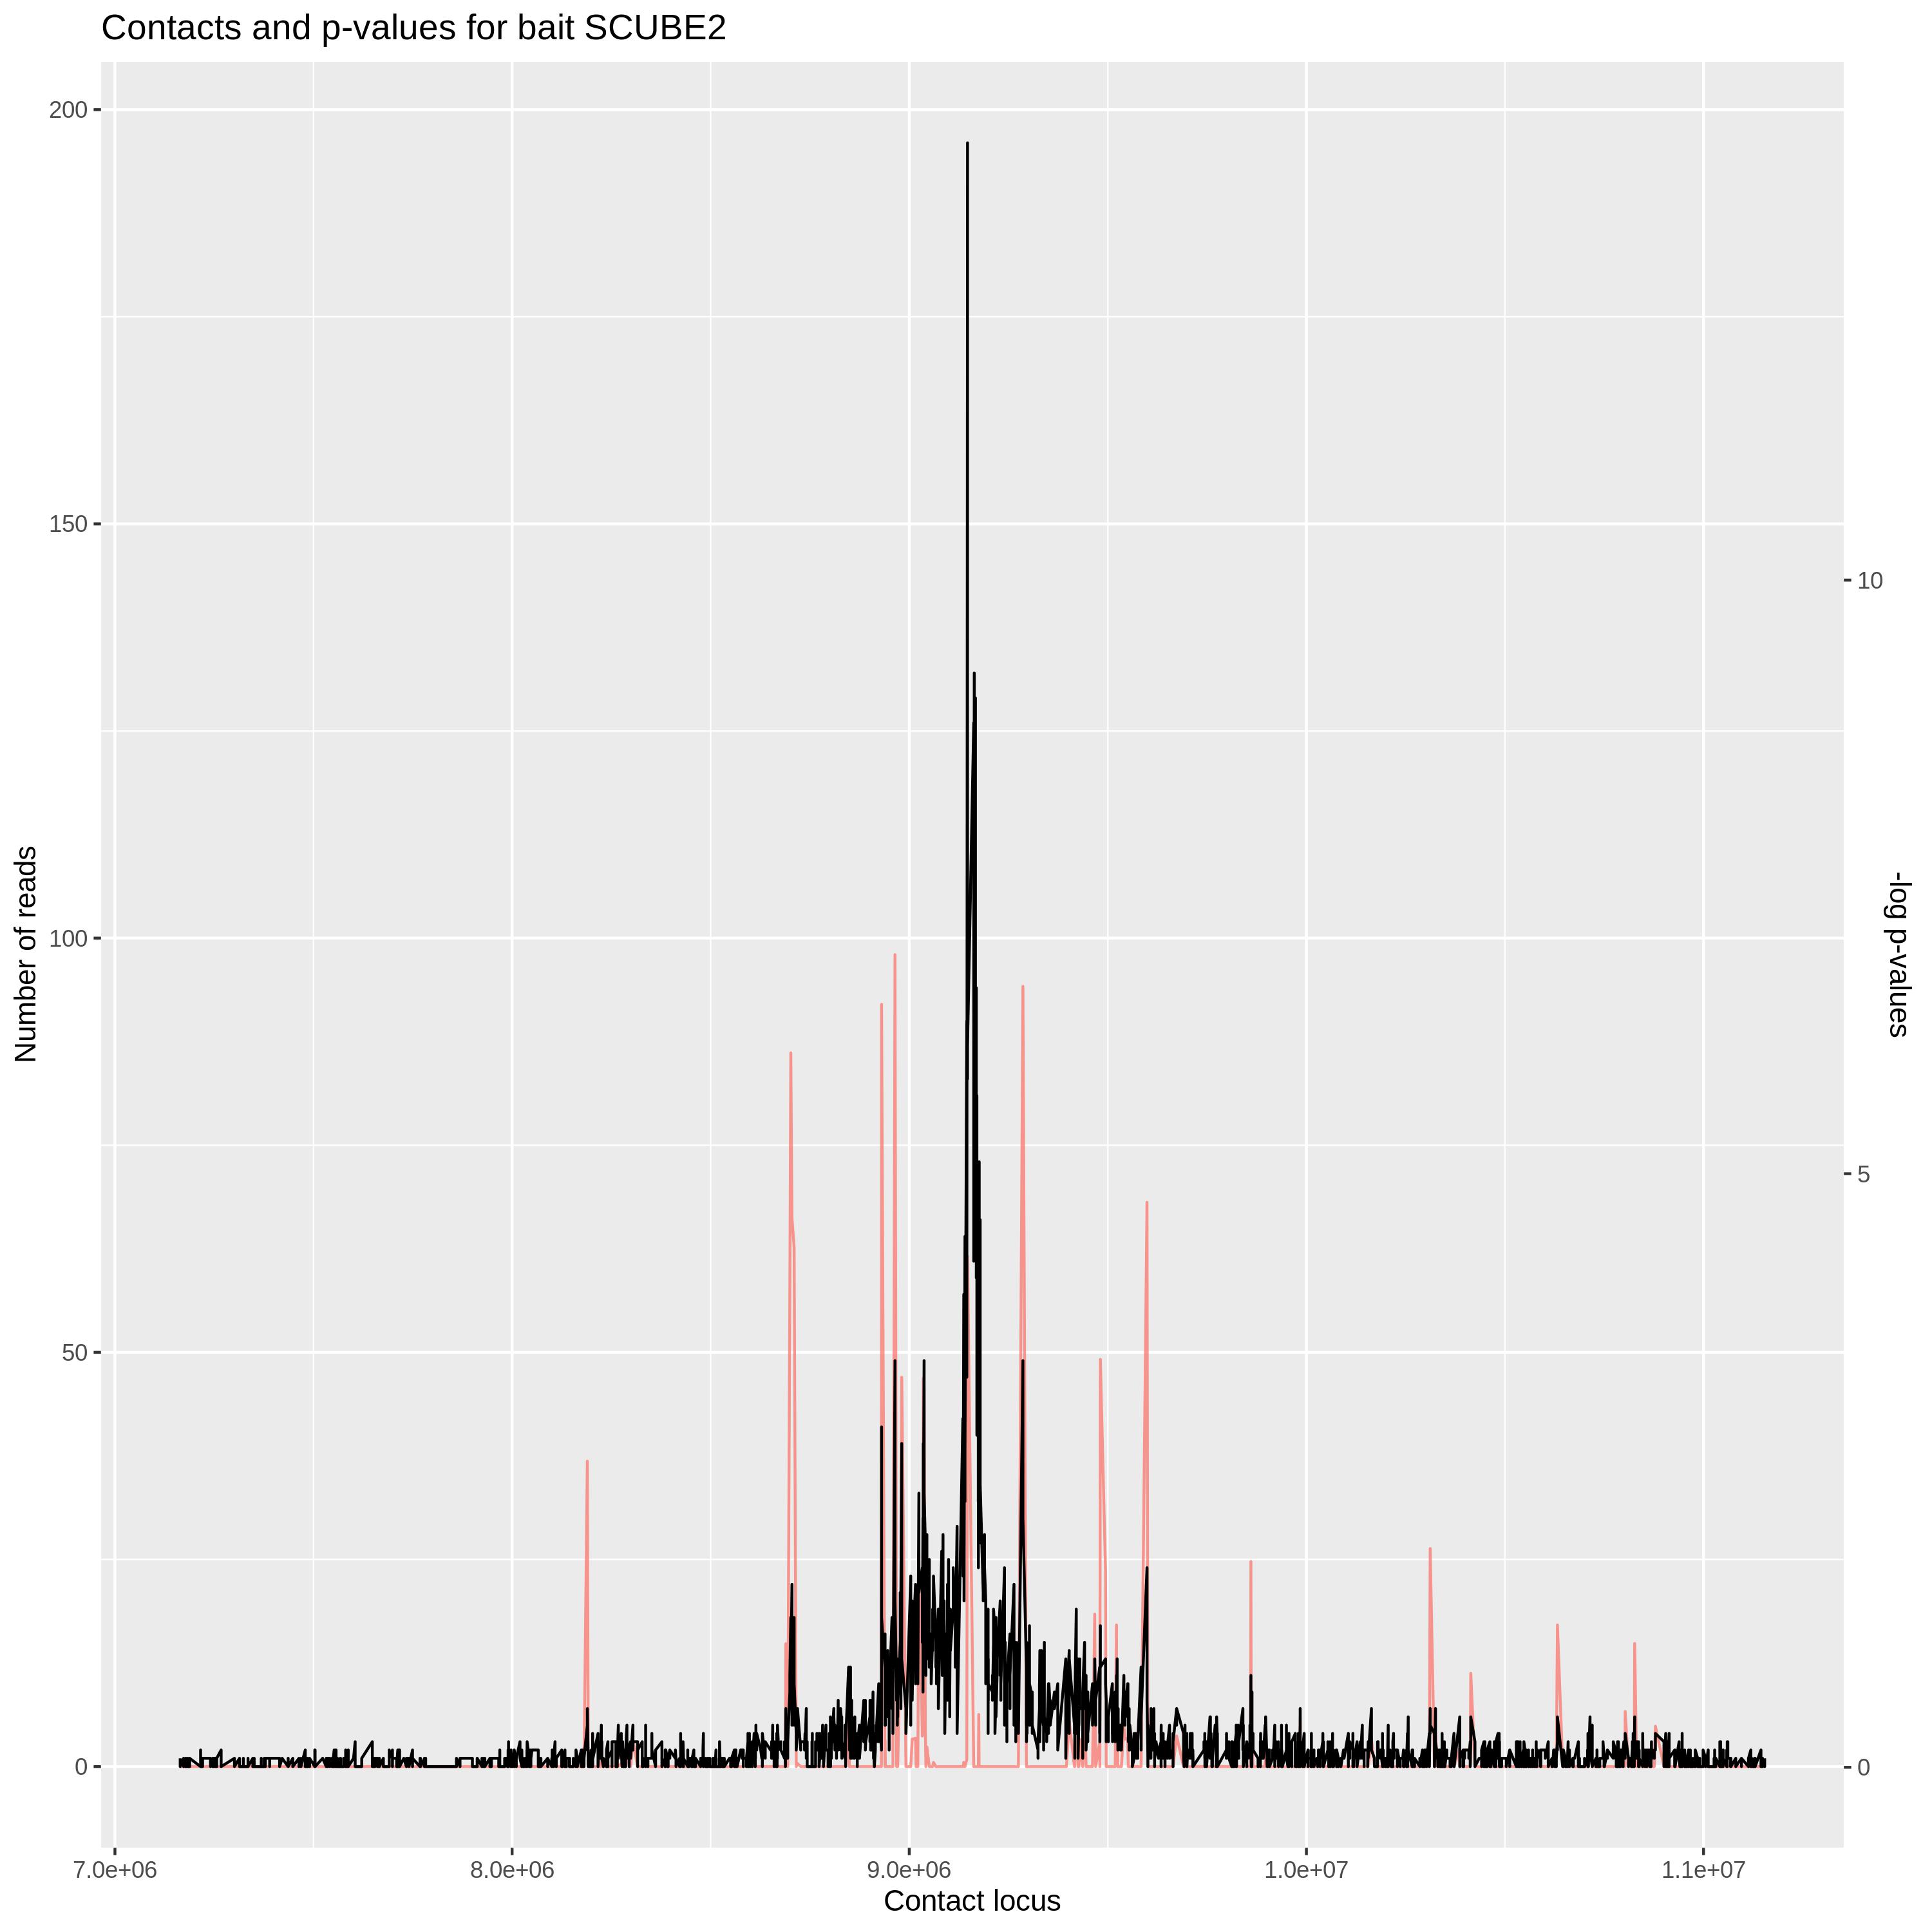 Contacts and p-values for bait SCUBE2
200
150
100
50
0
Number of reads
10
5
0
-log p-values
7.0e+06
8.0e+06
9.0e+06
1.0e+07
1.1e+07
Contact locus